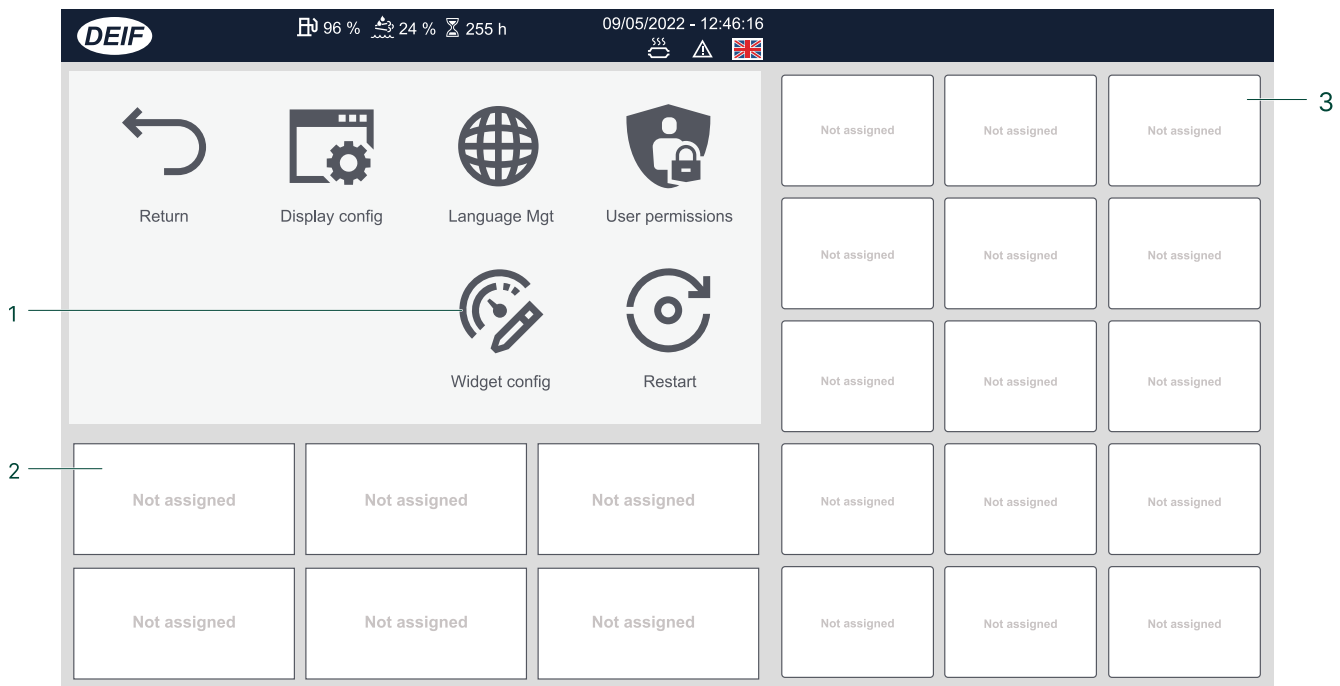 DEIF
96 % 24 % 255 h
09/05/2022 - 12:46:16
Return Display config Language Mgt User permissions
1
Widget config Restart
2
Not assigned Not assigned Not assigned
Not assigned Not assigned Not assigned
3
Not assigned Not assigned Not assigned
Not assigned Not assigned Not assigned
Not assigned Not assigned Not assigned
Not assigned Not assigned Not assigned
Not assigned Not assigned Not assigned